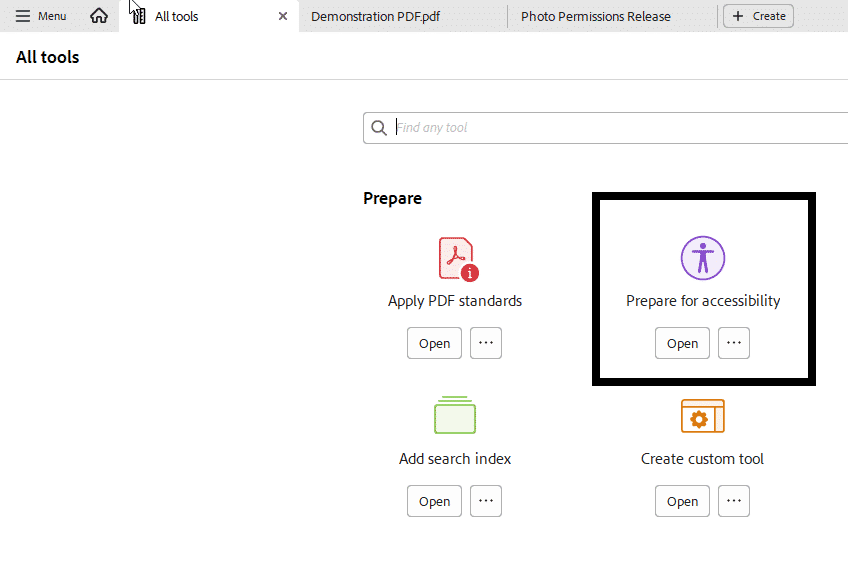 Menu
All tools
Demonstration PDF.pdf
Photo Permissions Release
Create
All tools
Find any tool
Prepare
Apply PDF standards
Prepare for accessibility
Open ...
Open ...
Add search index
Create custom tool
Open ...
Open ...